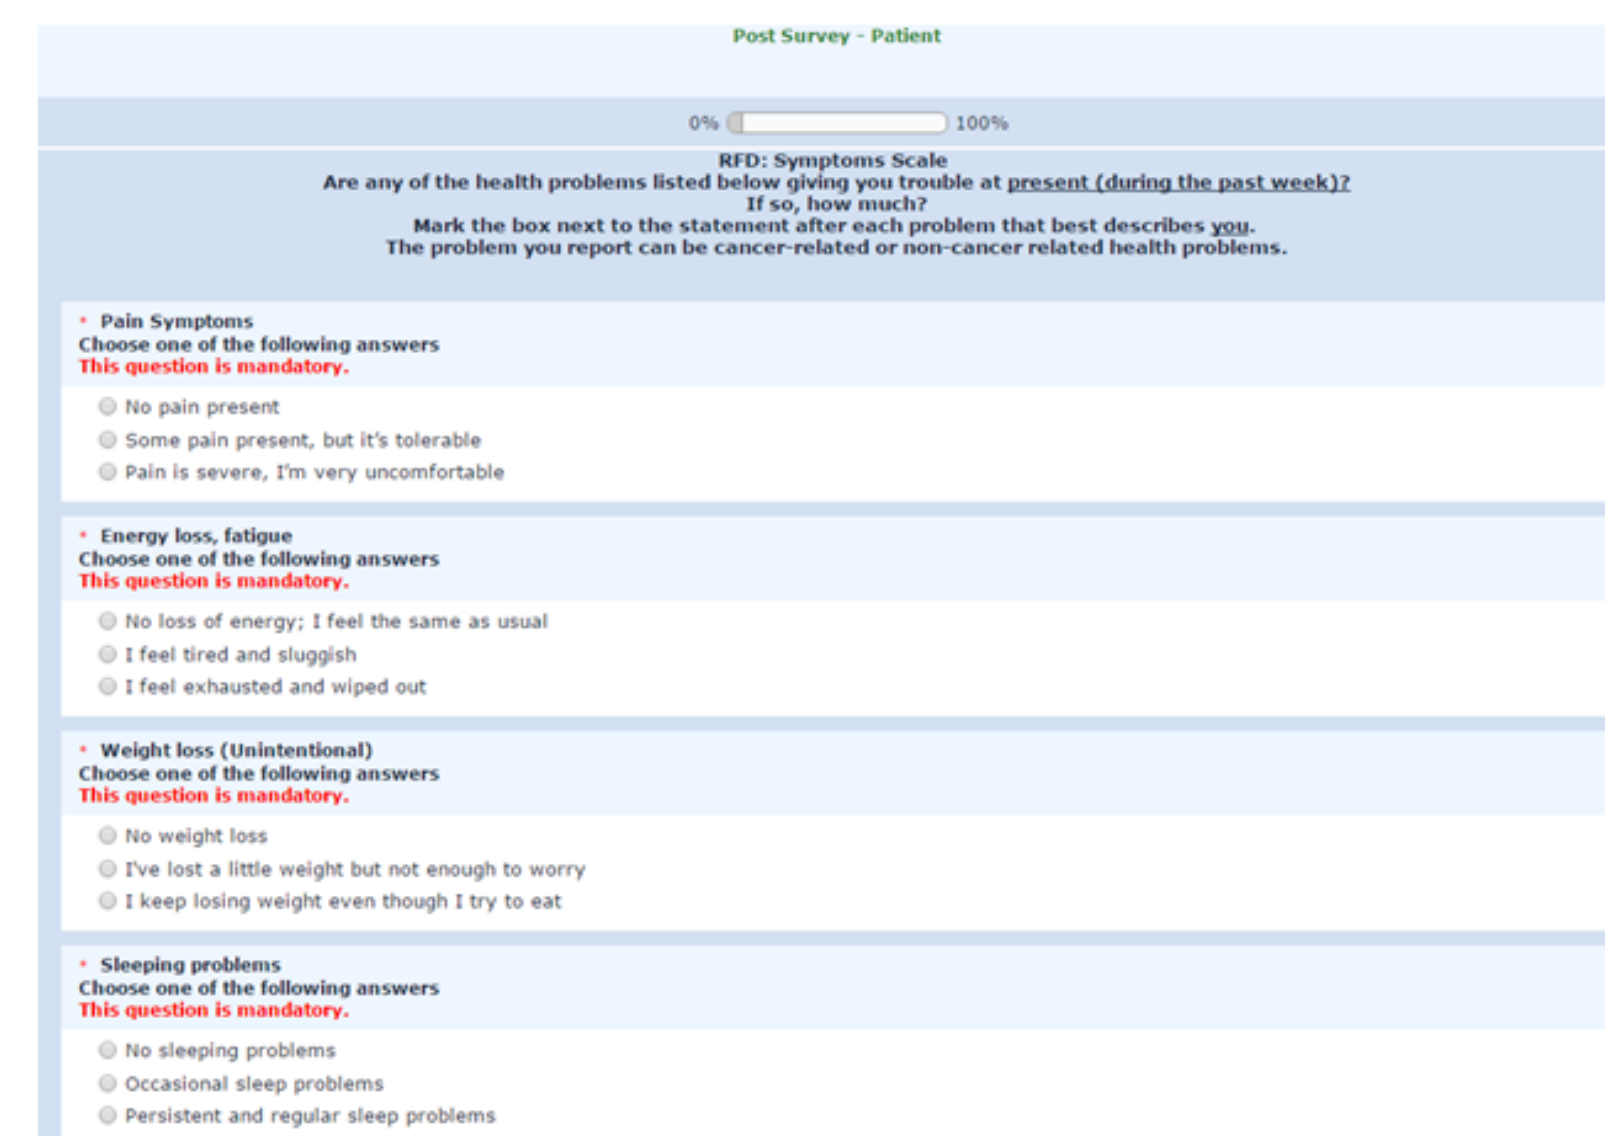 Post Survey - Patient
0% 100%
RFD: Symptoms Scale
Are any of the health problems listed below giving you trouble at present (during the past week)?
If so, how much?
Mark the box next to the statement after each problem that best describes you.
The problem you report can be cancer-related or non-cancer related health problems.
* Pain Symptoms
Choose one of the following answers
This question is mandatory.
No pain present
Some pain present, but it's tolerable
Pain is severe, I'm very uncomfortable
* Energy loss, fatigue
Choose one of the following answers
This question is mandatory.
No loss of energy; I feel the same as usual
I feel tired and sluggish
I feel exhausted and wiped out
* Weight loss (Unintentional)
Choose one of the following answers
This question is mandatory.
No weight loss
I've lost a little weight but not enough to worry
I keep losing weight even though I try to eat
* Sleeping problems
Choose one of the following answers
This question is mandatory.
No sleeping problems
Occasional sleep problems
Persistent and regular sleep problems